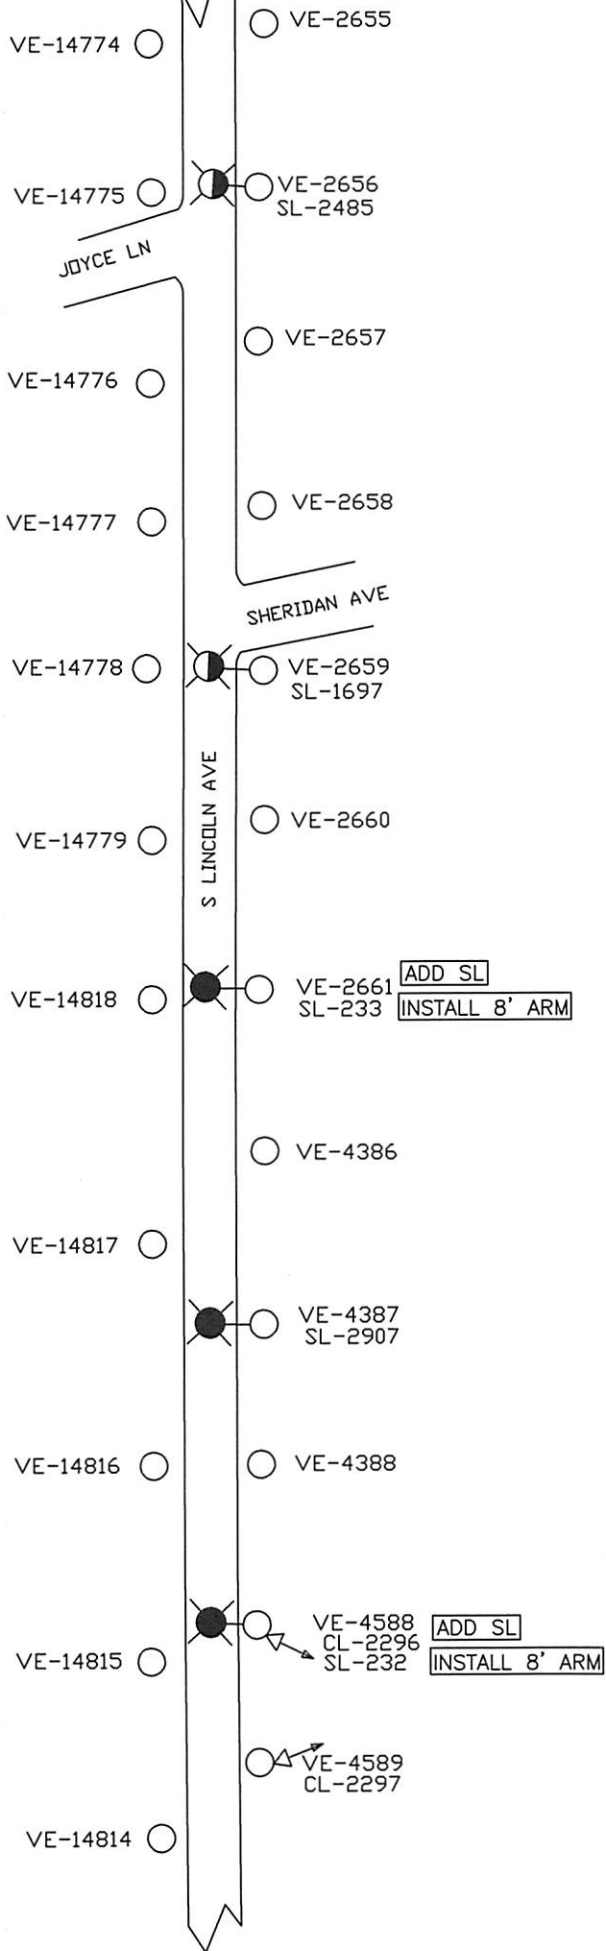 VE-2655
VE-14774
VE-2656
SL-2485
VE-14775
JOYCE LN
VE-2657
VE-14776
VE-2658
VE-14777
SHERIDAN AVE
VE-2659
SL-1697
VE-14778
S LINCOLN AVE
VE-2660
VE-14779
VE-2661 ADD SL
SL-233 INSTALL 8' ARM
VE-14818
VE-4386
VE-14817
VE-4387
SL-2907
VE-14816
VE-4388
VE-4588 ADD SL
CL-2296
SL-232 INSTALL 8' ARM
VE-14815
VE-4589
CL-2297
VE-14814